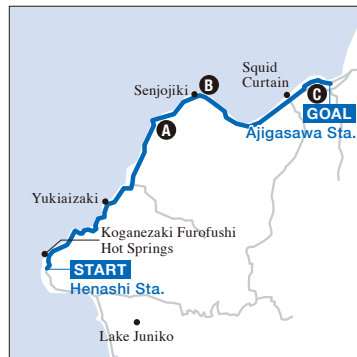 Squid
Curtain
Senjojiki
B
C
GOAL
Ajigasawa Sta.
A
Yukiaizaki
Koganezaki Furofushi
Hot Springs
START
Henashi Sta.
Lake Juniko